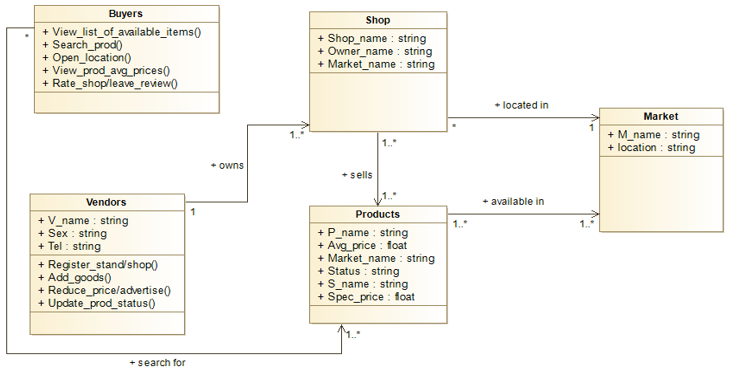 Buyers
+ View_list_of_available_items()
+ Search_prod()
+ Open_location()
+ View_prod_avg_prices()
+ Rate_shop/leave_review()
*
Shop
+ Shop_name : string
+ Owner_name : string
+ Market_name : string
1..*
1..*
*
+ located in
1
Market
+ M_name : string
+ location : string
+ owns
+ sells
Vendors
+ V_name : string
+ Sex : string
+ Tel : string
+ Register_stand/shop()
+ Add_goods()
+ Reduce_price/advertise()
+ Update_prod_status()
1
1..*
Products
+ P_name : string
+ Avg_price : float
+ Market_name : string
+ Status : string
+ S_name : string
+ Spec_price : float
+ available in
1..*
1..*
1..*
+ search for